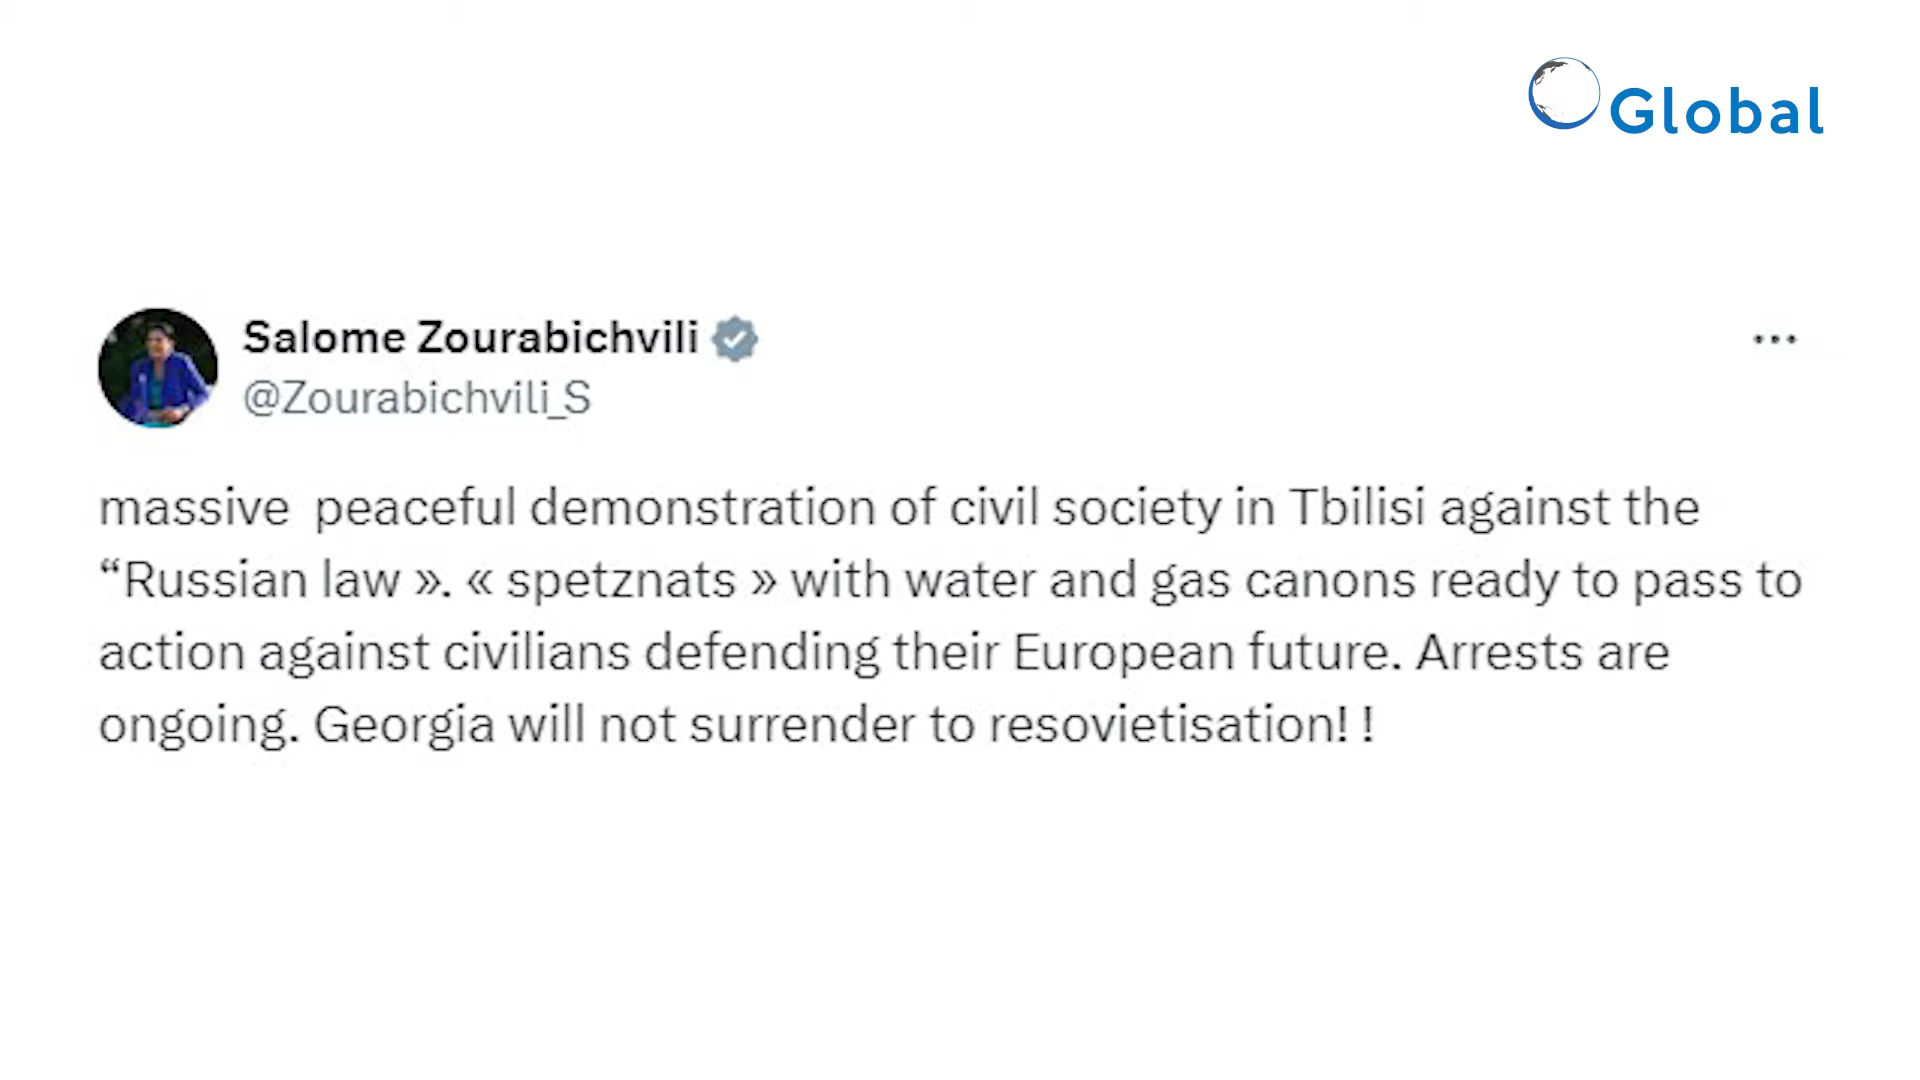 Global
Salome Zourabichvili
@Zourabichvili_S
massive  peaceful demonstration of civil society in Tbilisi against the
“Russian law ». « spetznats » with water and gas canons ready to pass to
action against civilians defending their European future. Arrests are
ongoing. Georgia will not surrender to resovietisation! !